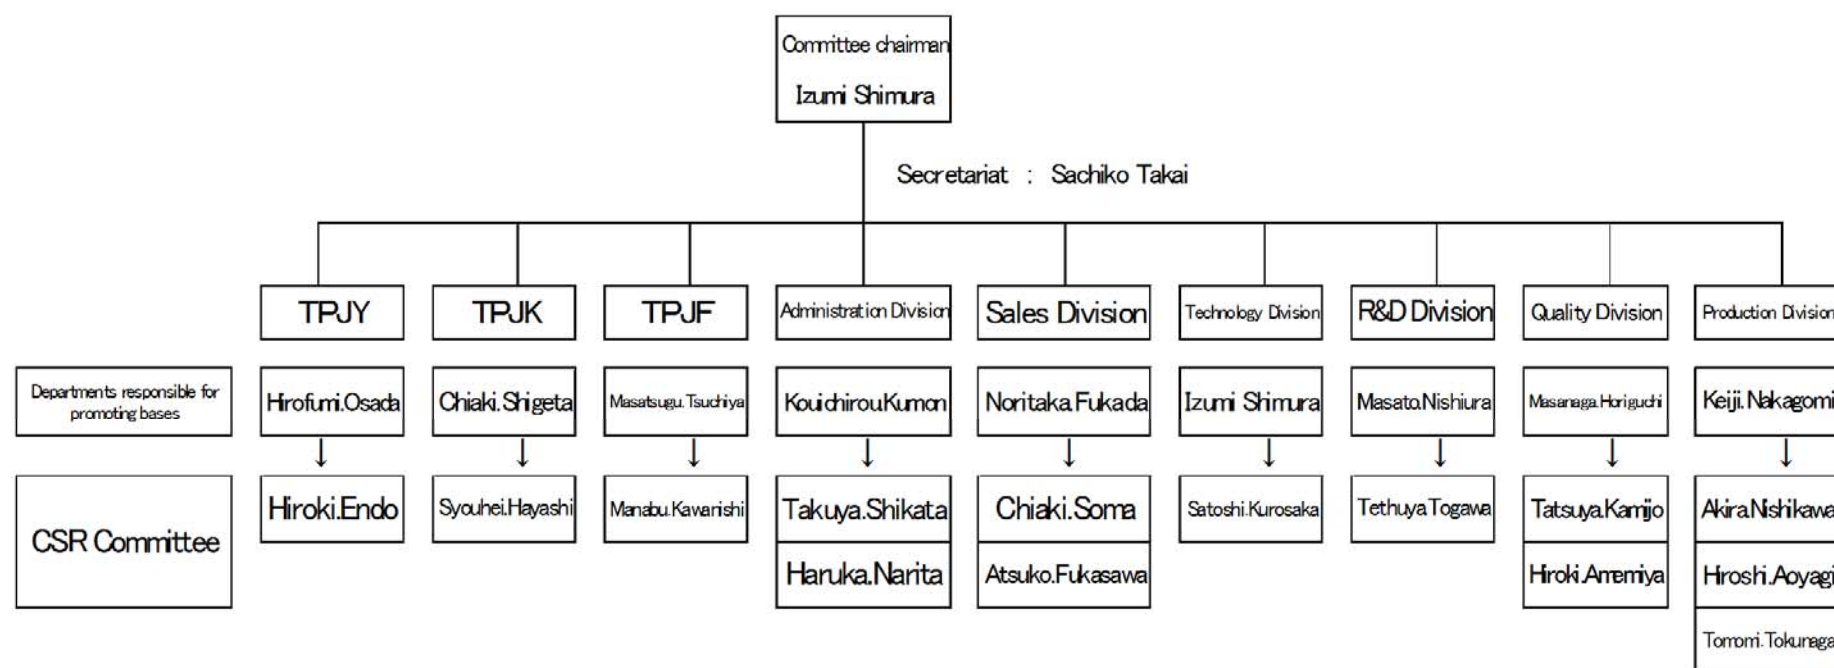 Committee chairman
Izumi Shimura
Secretariat : Sachiko Takai
TPJY TPJK TPJF Administration Division Sales Division Technology Division R&D Division Quality Division Production Division
Departments responsible for
promoting bases
Hirofumi.Osada Chiaki.Shigeta Masatsugu.Tsuchiya Kouichirou.Kumon Noritaka.Fukada Izumi Shimura Masato.Nishiura Masanaga.Horiguchi Keiji.Nakagomi
↓ ↓ ↓ ↓ ↓ ↓ ↓ ↓ ↓
CSR Committee
Hiroki.Endo Syouhei.Hayashi Manabu.Kawanishi Takuya.Shikata Chiaki.Soma Satoshi.Kurosaka Tethuya.Togawa Tatsuya.Kamijo Akira.Nishikawa
Haruka.Narita Atsuko.Fukasawa Hiroki.Amemiya Hiroshi.Aoyagi
Tomomi.Tokunaga